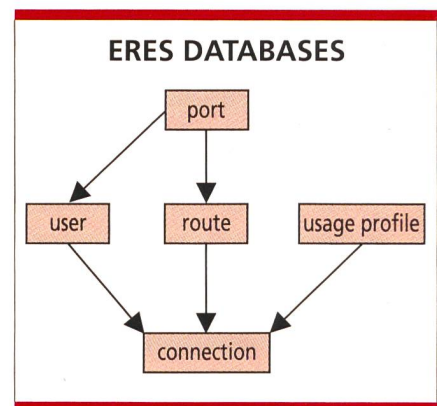 ERES DATABASES
port
user
route
usage profile
connection